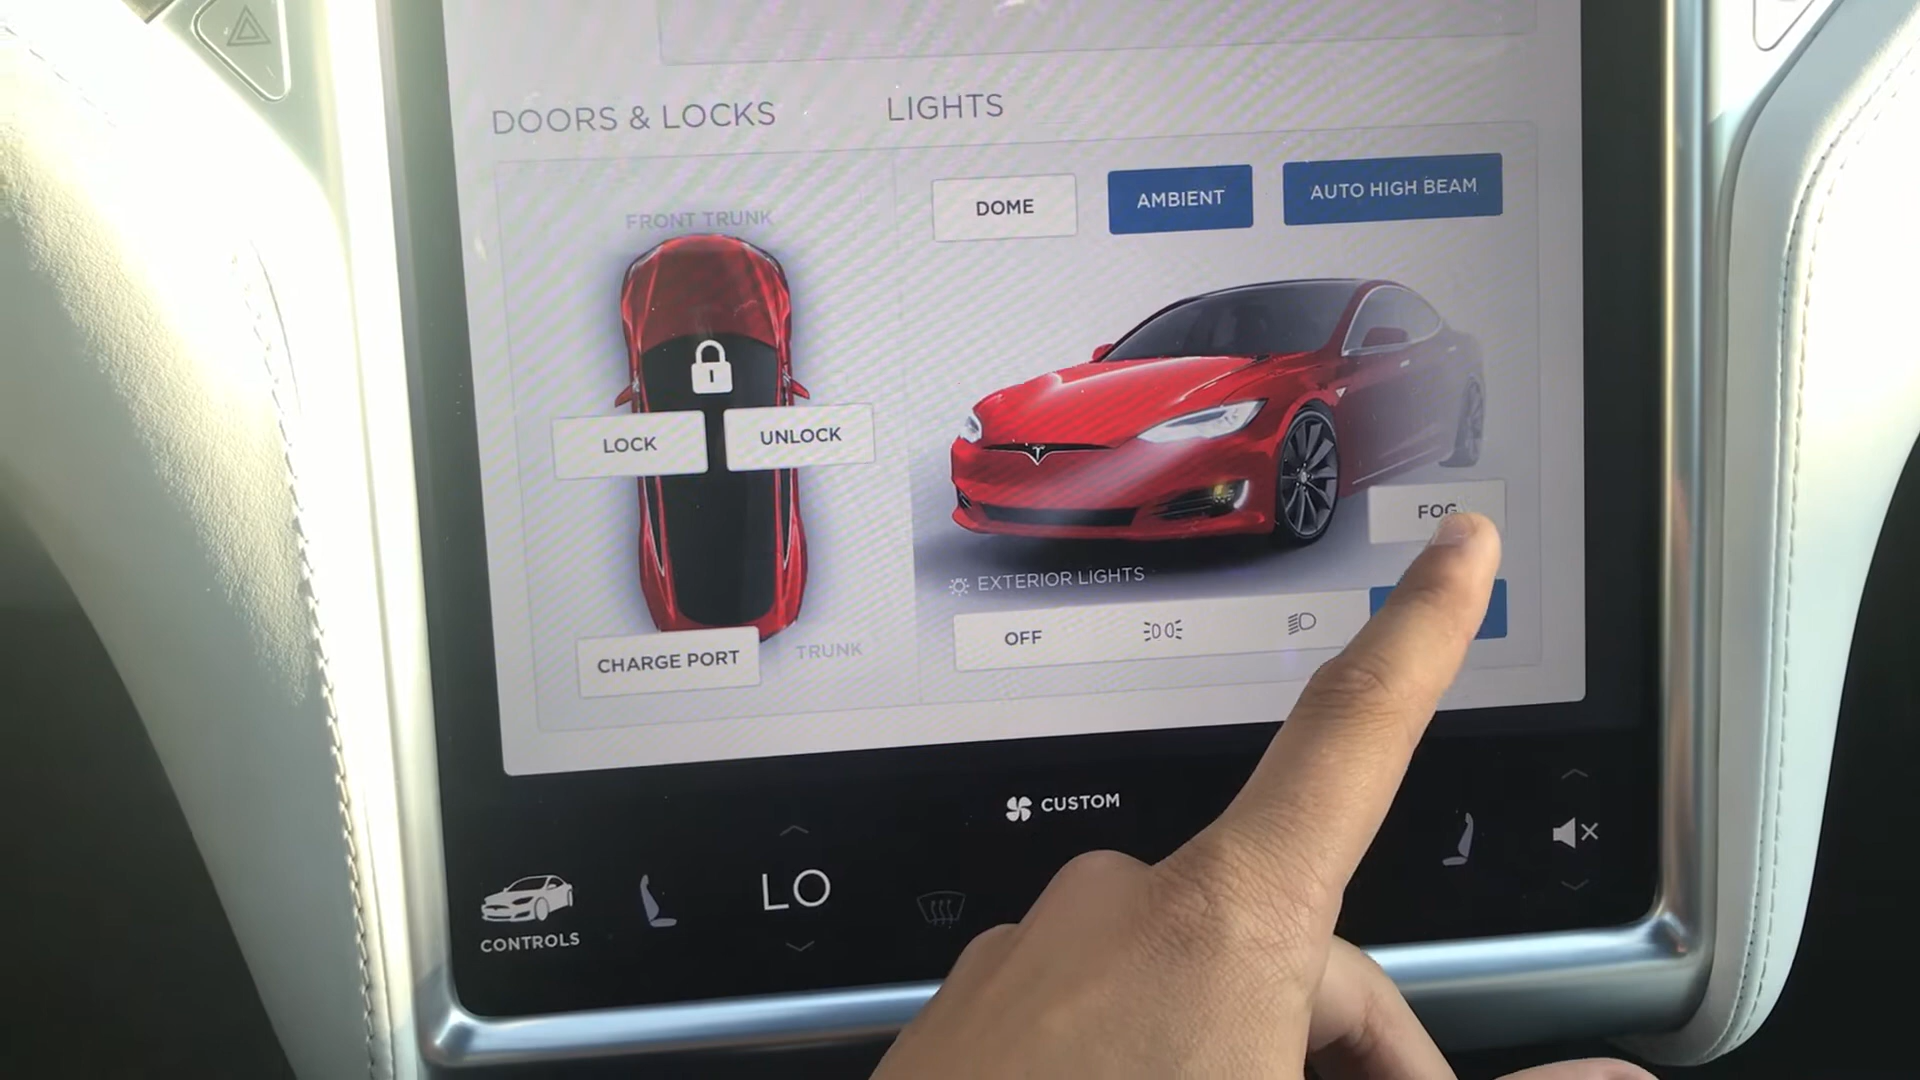 DOORS & LOCKS
LIGHTS
FRONT TRUNK
DOME
AMBIENT
AUTO HIGH BEAM
LOCK
UNLOCK
FOG
EXTERIOR LIGHTS
OFF
CHARGE PORT
TRUNK
CUSTOM
LO
CONTROLS